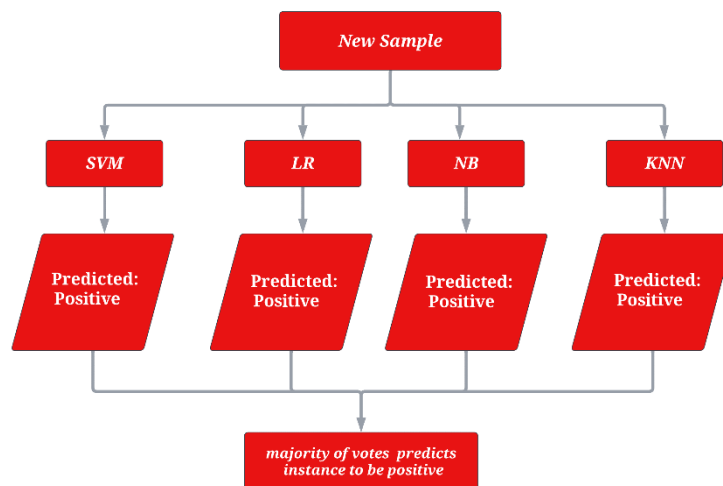 New Sample
SVM
LR
NB
KNN
Predicted:
Positive
Predicted:
Positive
Predicted:
Positive
Predicted:
Positive
majority of votes predicts
instance to be positive